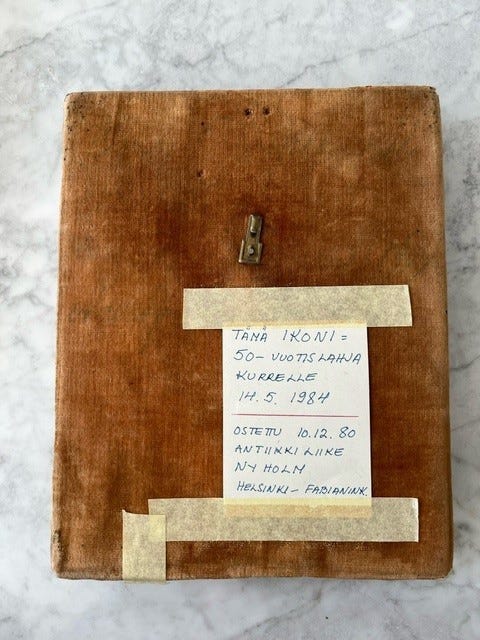 TÄMÄ IKONI =
50-VUOTISLAHJA
KURRELLE
14.5. 1984
OSTETTU 10.12.80
ANTIIKKILIIKE
NYHOLM
HELSINKI - FABIANINK.